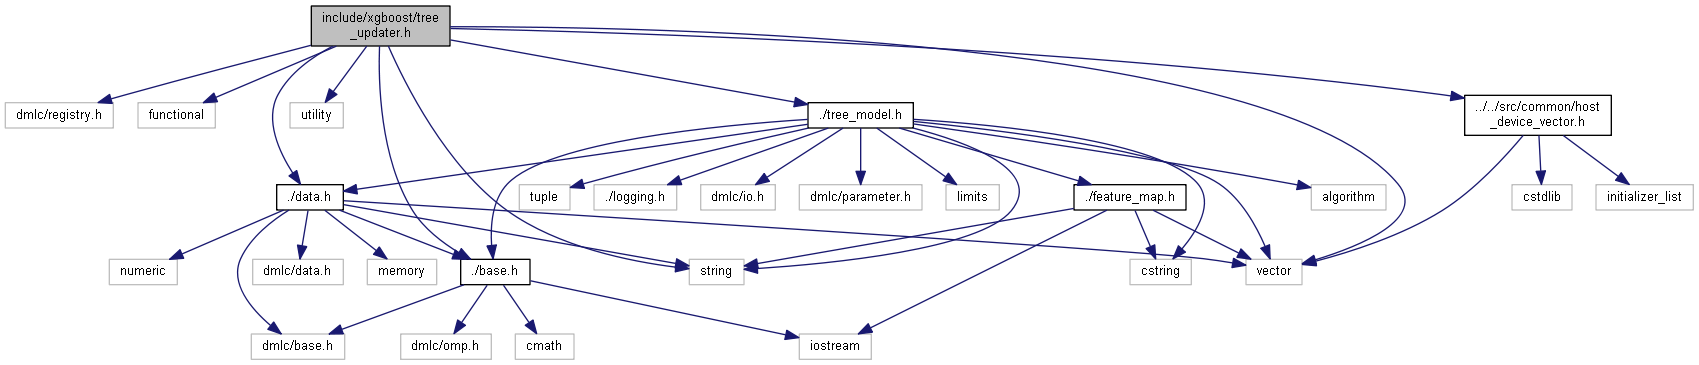 include/xgboost/tree
_updater.h
dmlc/registry.h
functional
utility
./tree_model.h
../../src/common/host
_device_vector.h
./data.h
tuple
./logging.h
dmlc/io.h
dmlc/parameter.h
limits
./feature_map.h
algorithm
cstdlib
initializer_list
numeric
dmlc/data.h
memory
./base.h
string
cstring
vector
dmlc/base.h
dmlc/omp.h
cmath
iostream